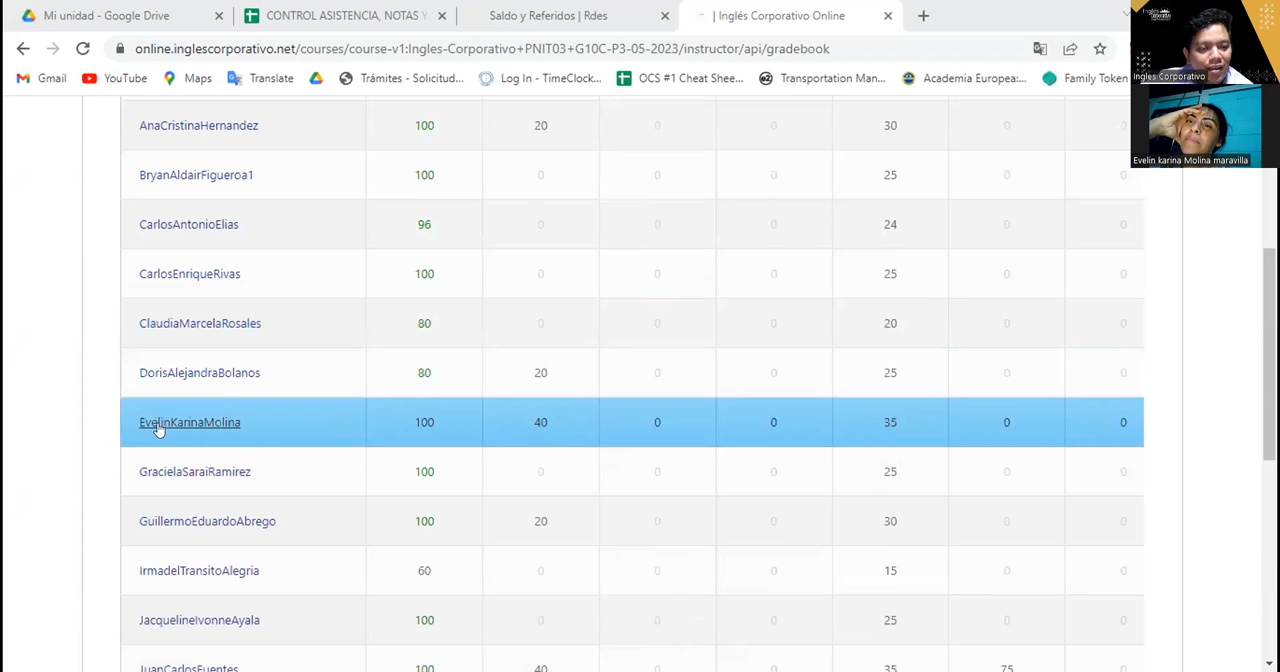 Mi unidad - Google Drive
CONTROL ASISTENCIA, NOTAS Y
Saldo y Referidos | Rdes
| Inglés Corporativo Online
online.inglescorporativo.net/courses/course-v1:Ingles-Corporativo+PNIT03+G10C-P3-05-2023/instructor/api/gradebook
Gmail
YouTube
Maps
Translate
Trámites - Solicitud...
Log In - TimeClock...
OCS #1 Cheat Shee...
Transportation Man...
Academia Europea:...
Family Token
Ingles Corporativo
Evelin karina Molina maravilla
AnaCristinaHernandez 100 20 0 0 30 0 0
BryanAldairFigueroa1 100 0 0 0 25 0 0
CarlosAntonioElias 96 0 0 0 24 0 0
CarlosEnriqueRivas 100 0 0 0 25 0 0
ClaudiaMarcelaRosales 80 0 0 0 20 0 0
DorisAlejandraBolanos 80 20 0 0 25 0 0
EvelinKarinaMolina 100 40 0 0 35 0 0
GracielaSaraiRamirez 100 0 0 0 25 0 0
GuillermoEduardoAbrego 100 20 0 0 30 0 0
IrmadelTransitoAlegria 60 0 0 0 15 0 0
JacquelineIvonneAyala 100 0 0 0 25 0 0
JuanCarlosFuentes 100 40 0 0 35 75 0